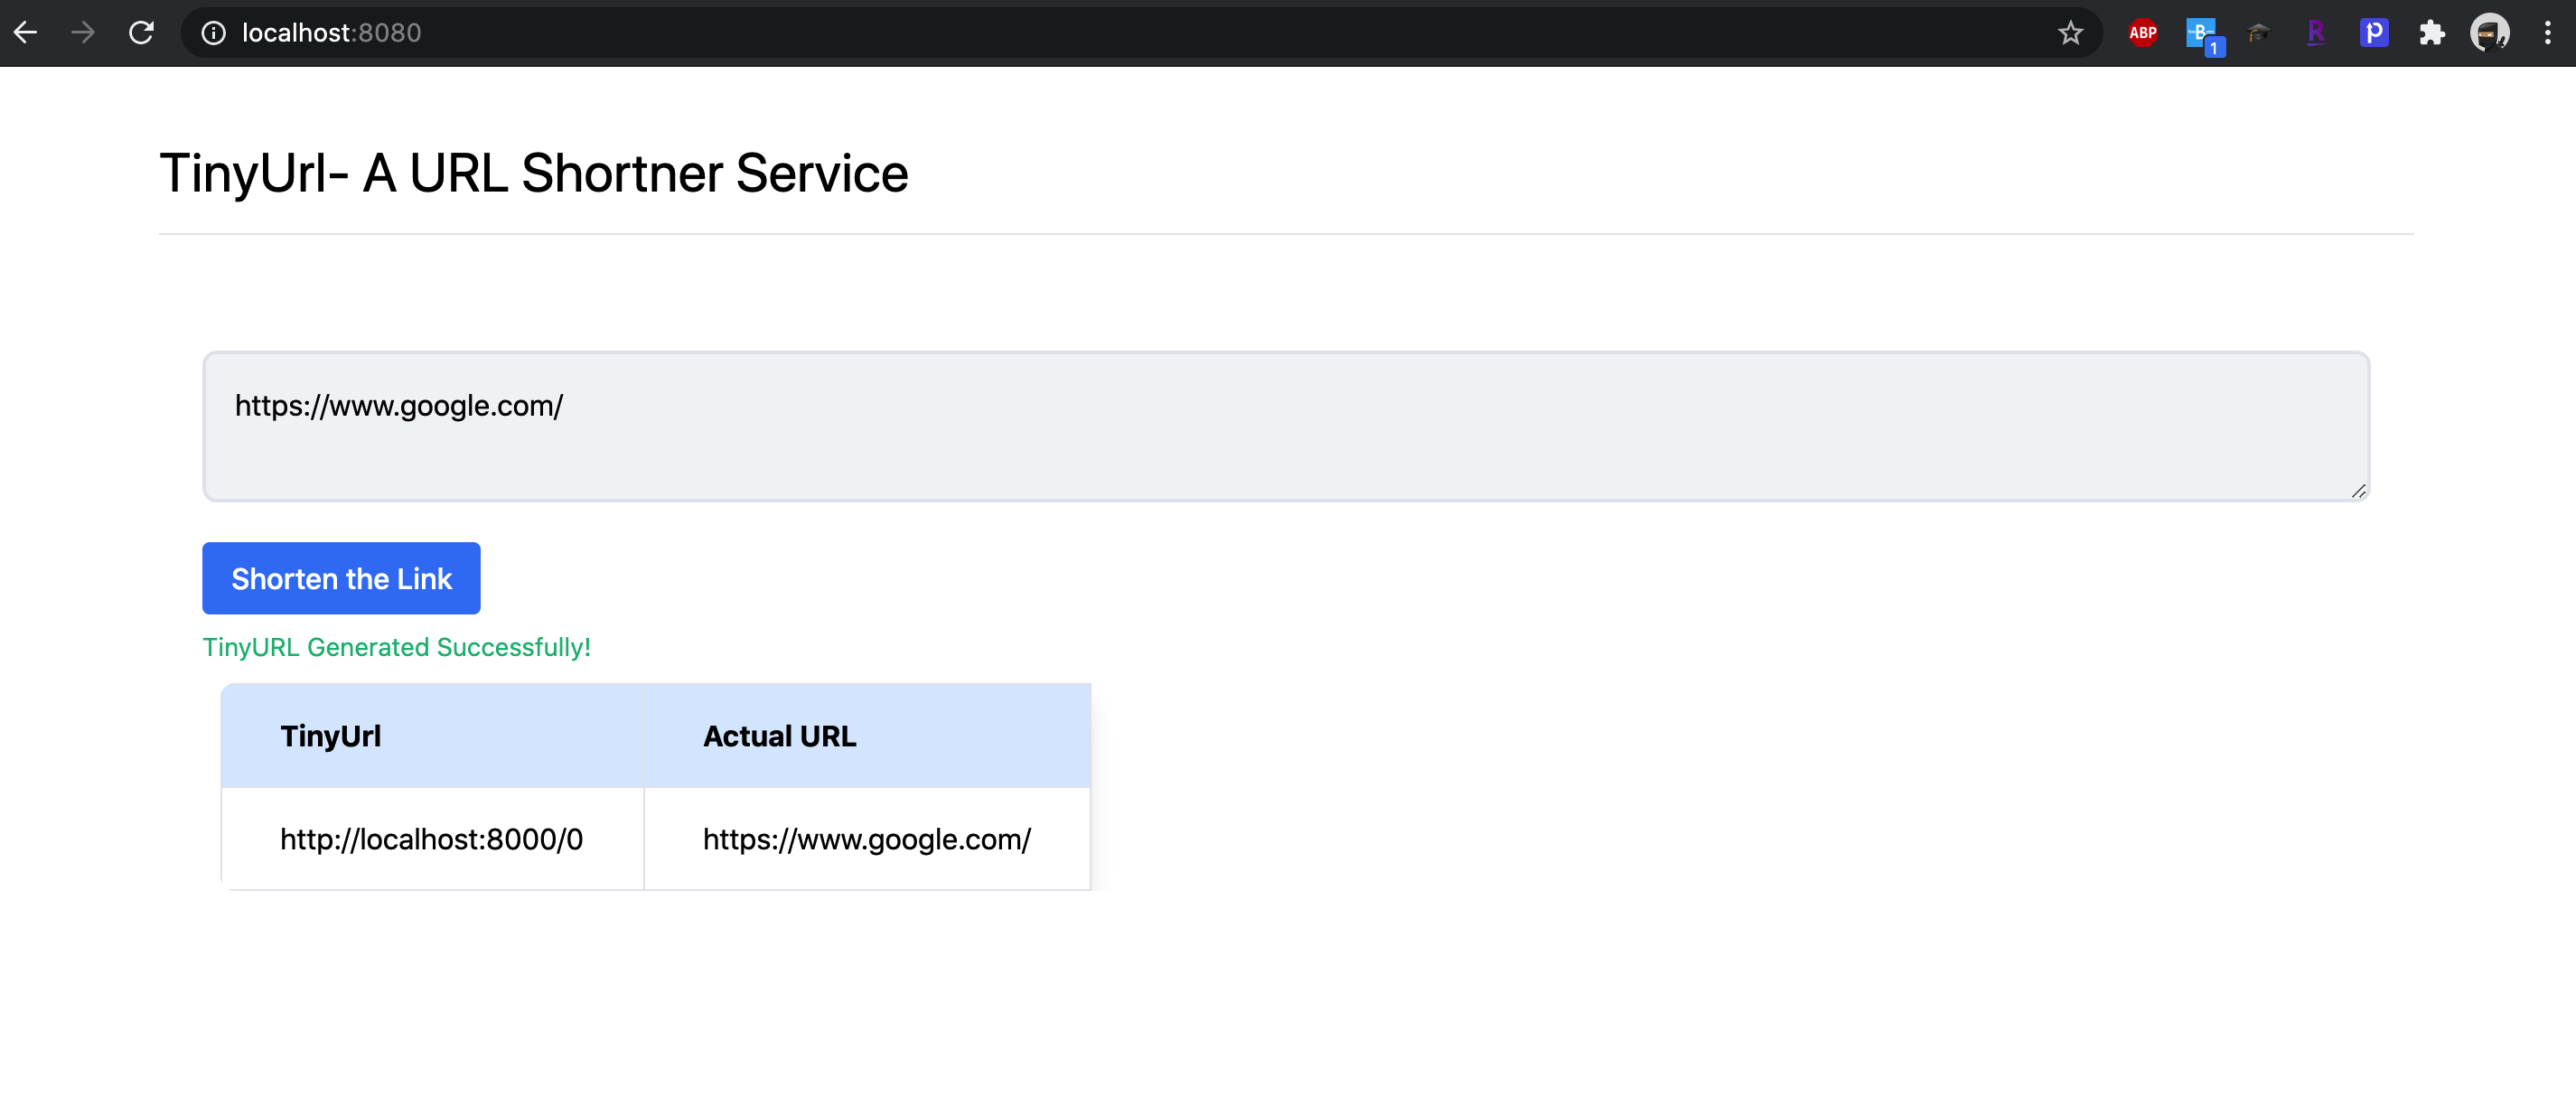 localhost:8080
ABP
B
1
R
p
TinyUrl- A URL Shortner Service
https://www.google.com/
Shorten the Link
TinyURL Generated Successfully!
TinyUrl Actual URL
http://localhost:8000/0 https://www.google.com/